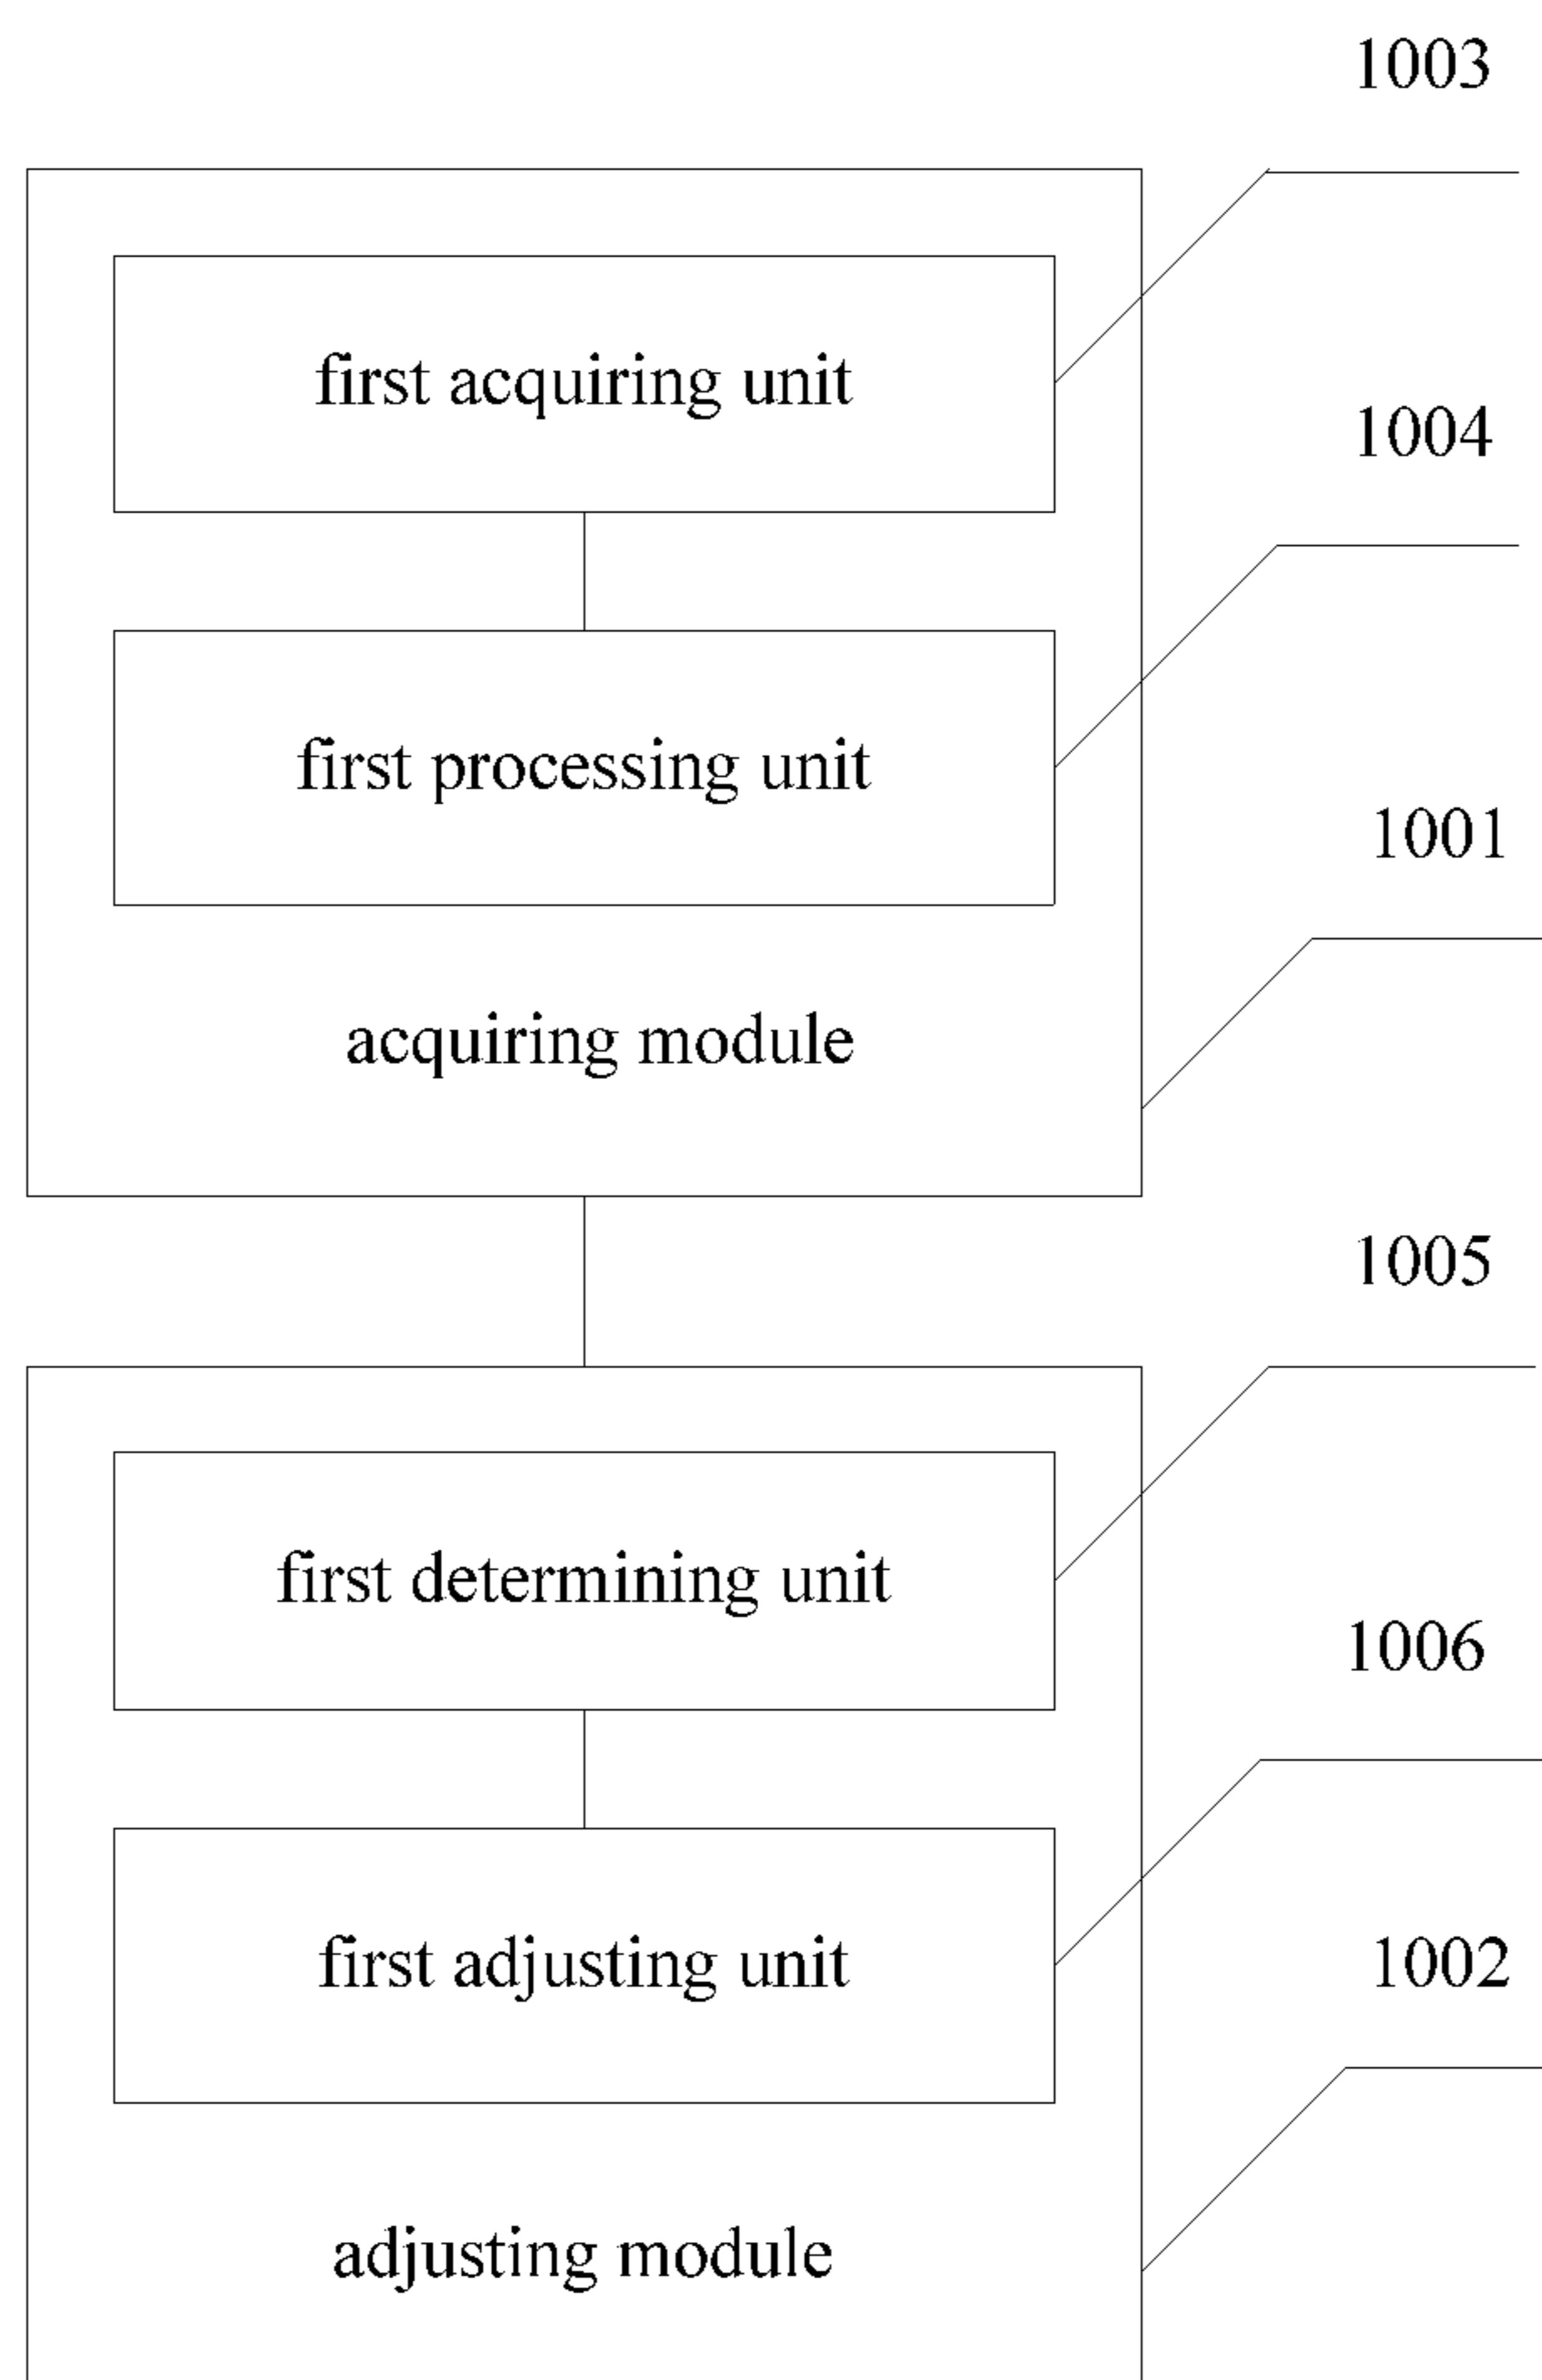 1003
first acquiring unit
1004
first processing unit
1001
acquiring module
1005
first determining unit
1006
first adjusting unit
1002
adjusting module